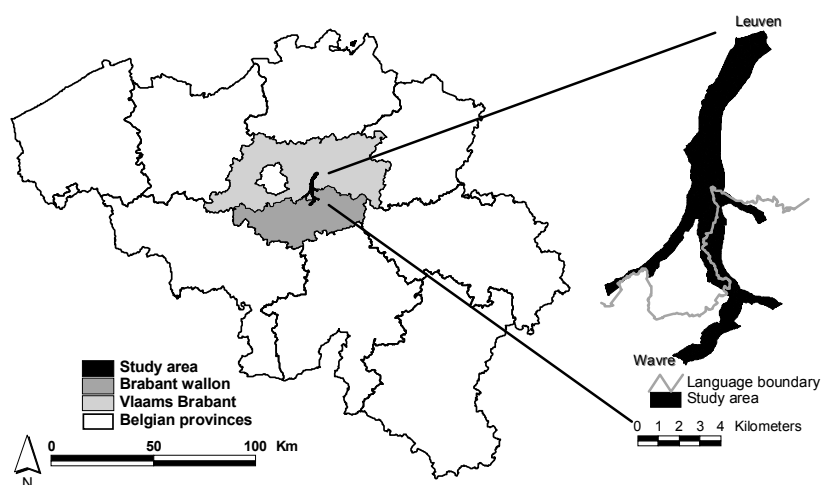 Leuven
Wavre
Language boundary
Study area
0 1 2 3 4 Kilometers
Study area
Brabant wallon
Vlaams Brabant
Belgian provinces
0 50 100 Km
N